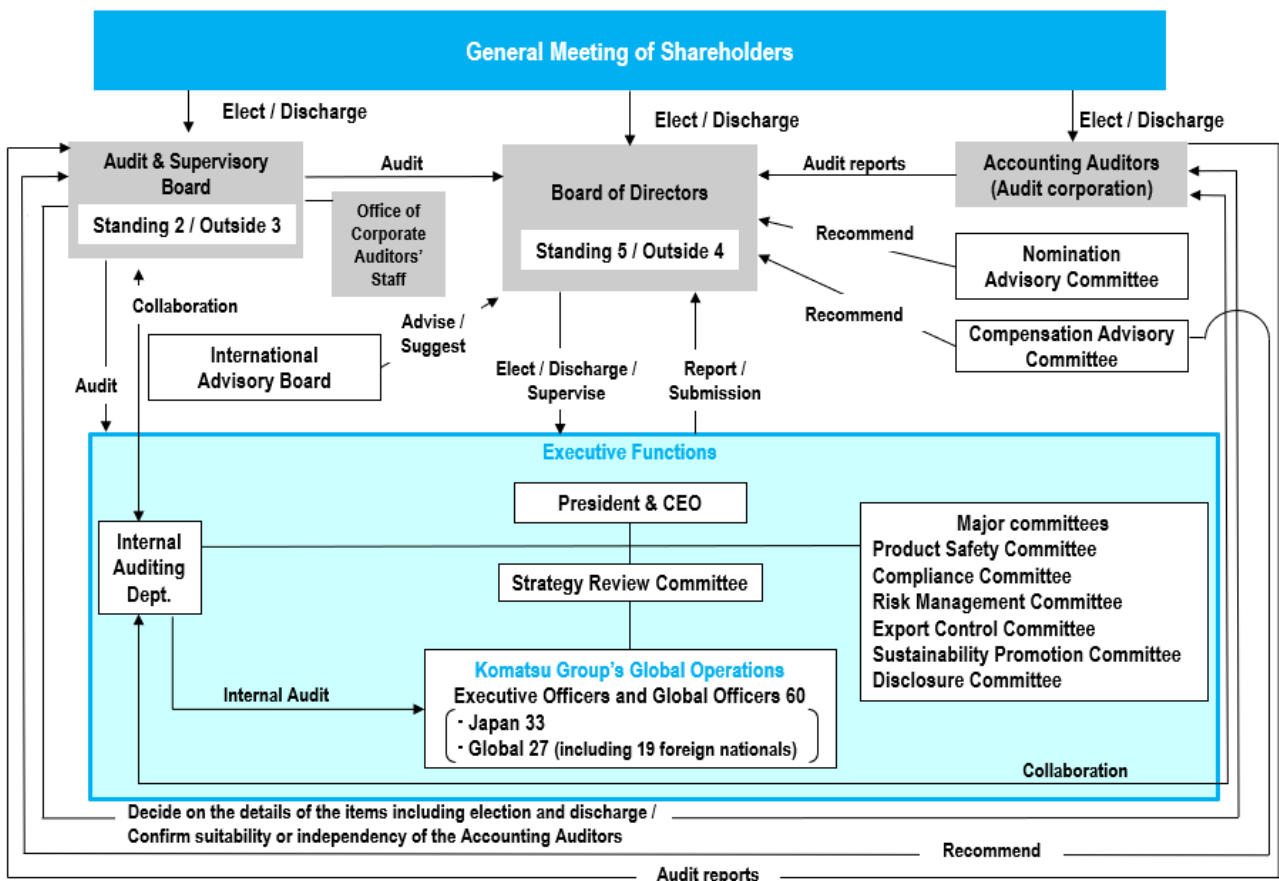 General Meeting of Shareholders
Elect / Discharge
Elect / Discharge
Elect / Discharge
Audit & Supervisory
Board
Standing 2 / Outside 3
Audit
Office of
Corporate
Auditors'
Staff
Board of Directors
Standing 5 / Outside 4
Audit reports
Accounting Auditors
(Audit corporation)
Recommend
Nomination
Advisory Committee
Recommend
Compensation Advisory
Committee
Collaboration
Audit
International
Advisory Board
Advise /
Suggest
Elect / Discharge /
Supervise
Report /
Submission
Executive Functions
President & CEO
Strategy Review Committee
Internal
Auditing
Dept.
Major committees
Product Safety Committee
Compliance Committee
Risk Management Committee
Export Control Committee
Sustainability Promotion Committee
Disclosure Committee
Internal Audit
Komatsu Group's Global Operations
Executive Officers and Global Officers 60
- Japan 33
- Global 27 (including 19 foreign nationals)
Collaboration
Decide on the details of the items including election and discharge /
Confirm suitability or independency of the Accounting Auditors
Recommend
Audit reports